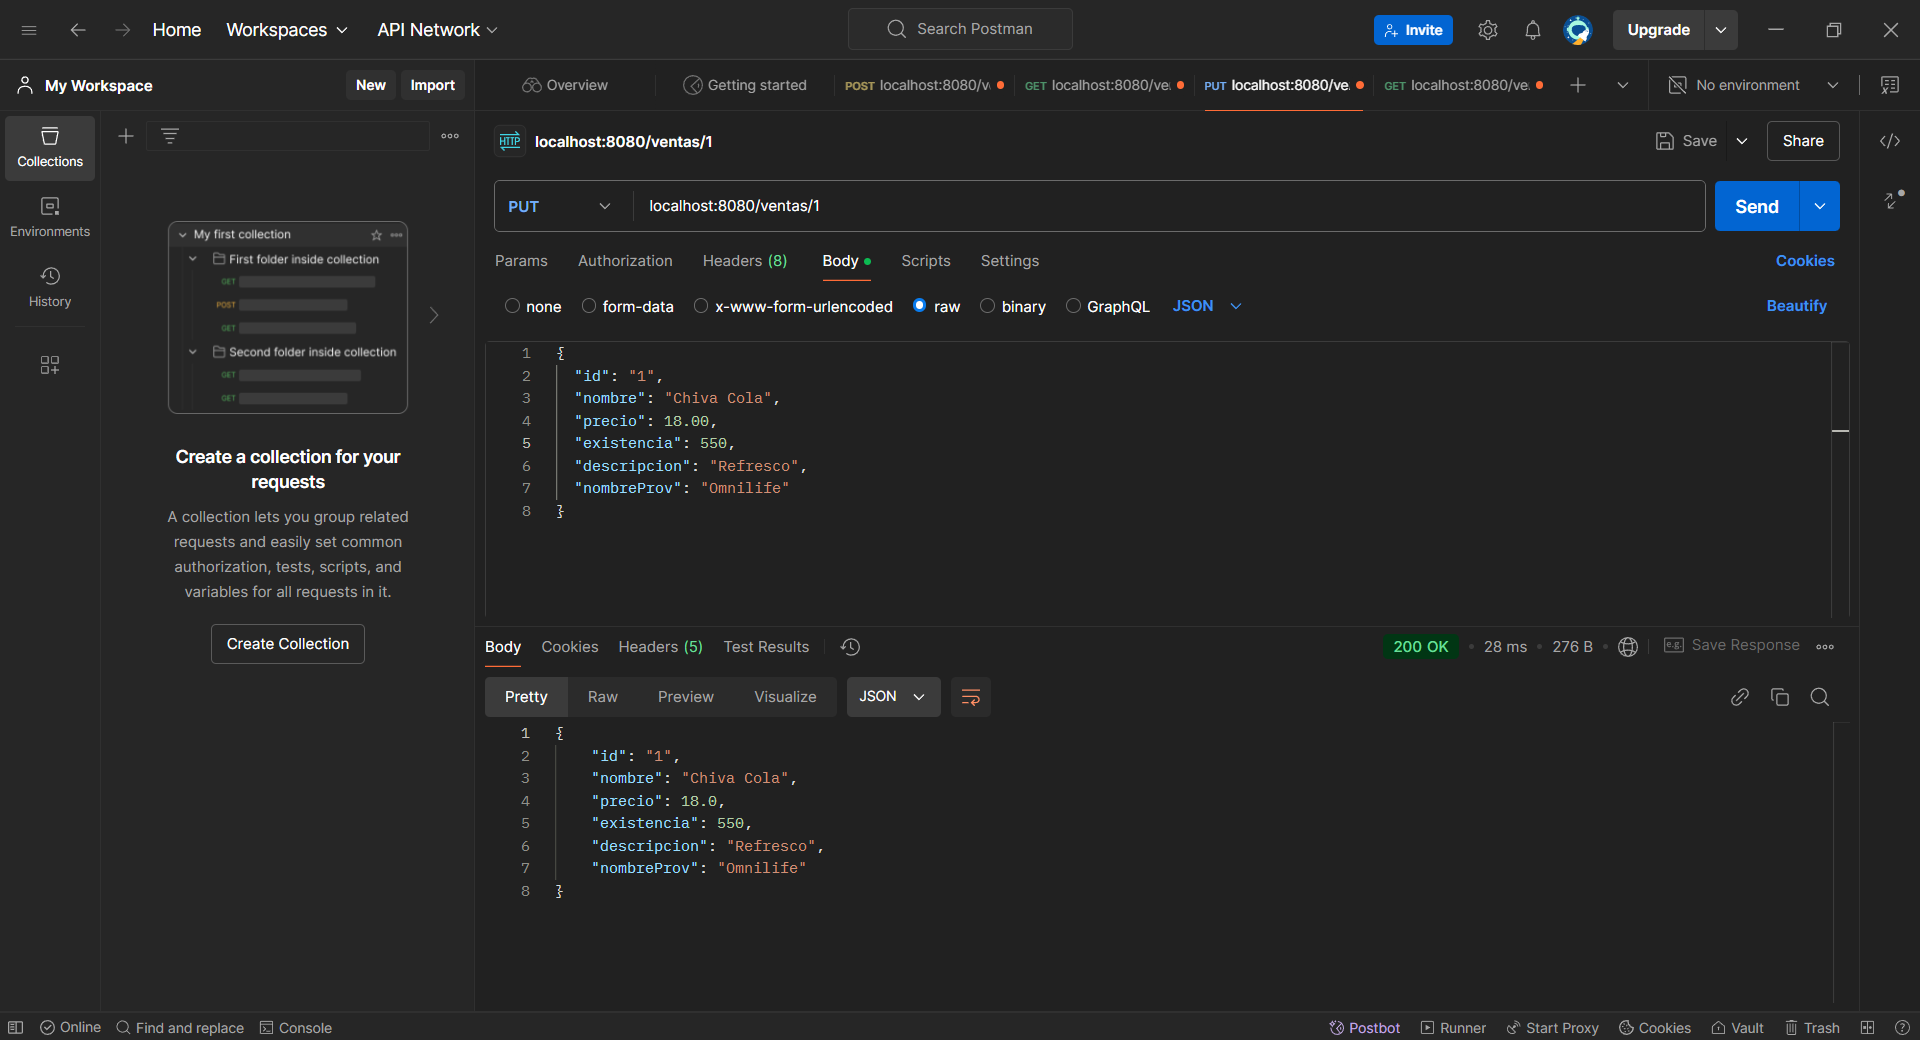 Home Workspaces API Network Search Postman Invite Upgrade
My Workspace New Import Overview Getting started POST localhost:8080/v GET localhost:8080/ve PUT localhost:8080/ve GET localhost:8080/ve No environment
Collections
Environments
History
My first collection
First folder inside collection
GET
POST
GET
Second folder inside collection
GET
GET
Create a collection for your
requests
A collection lets you group related
requests and easily set common
authorization, tests, scripts, and
variables for all requests in it.
Create Collection
HTTP localhost:8080/ventas/1 Save Share
PUT localhost:8080/ventas/1 Send
Params Authorization Headers (8) Body Scripts Settings Cookies
none form-data x-www-form-urlencoded raw binary GraphQL JSON Beautify
1 {
2 "id": "1",
3 "nombre": "Chiva Cola",
4 "precio": 18.00,
5 "existencia": 550,
6 "descripcion": "Refresco",
7 "nombreProv": "Omnilife"
8 }
Body Cookies Headers (5) Test Results 200 OK 28 ms 276 B e.g. Save Response
Pretty Raw Preview Visualize JSON
1 {
2 "id": "1",
3 "nombre": "Chiva Cola",
4 "precio": 18.0,
5 "existencia": 550,
6 "descripcion": "Refresco",
7 "nombreProv": "Omnilife"
8 }
Online Find and replace Console Postbot Runner Start Proxy Cookies Vault Trash